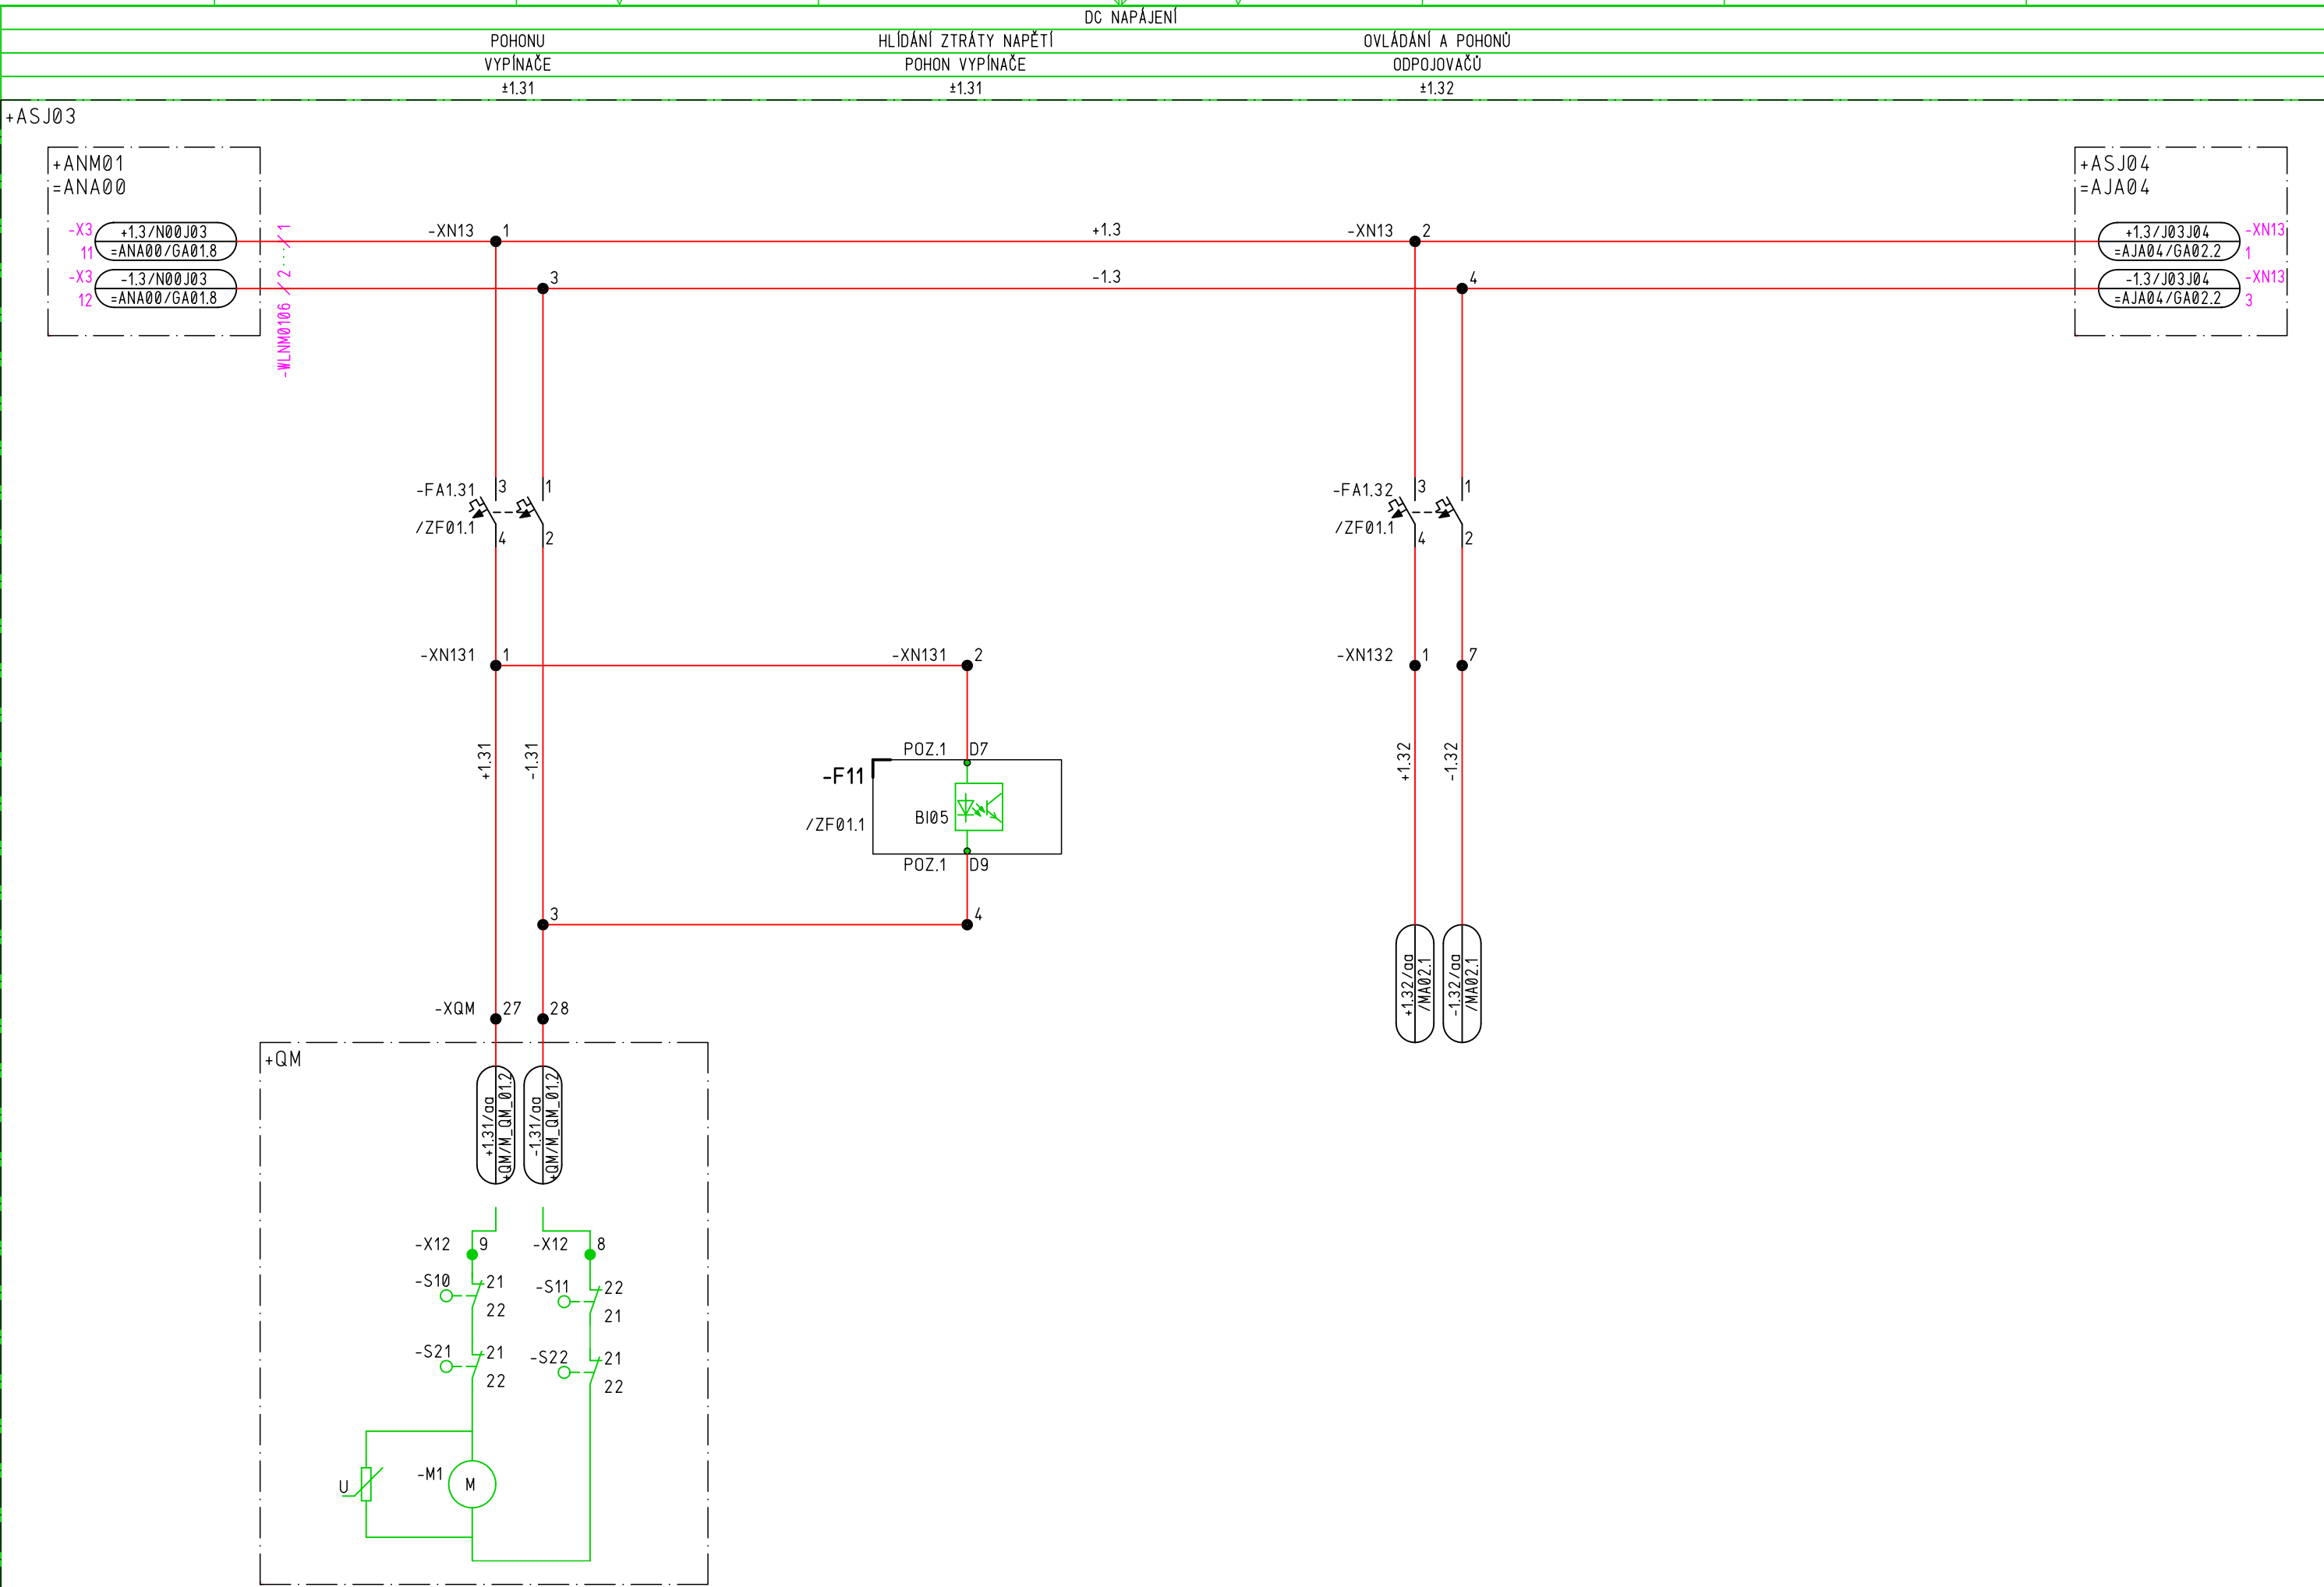 DC NAPÁJENÍ
POHONU
HLÍDÁNÍ ZTRÁTY NAPĚTÍ
OVLÁDÁNÍ A POHONŮ
VYPÍNAČE
POHON VYPÍNAČE
ODPOJOVAČŮ
±1.31
±1.31
±1.32
+ASJ03
+ANM01
=ANA00
+ASJ04
=AJA04
-X3
11
+1.3/N00J03
=ANA00/GA01.8
-X3
12
-1.3/N00J03
=ANA00/GA01.8
-WLNM0106
2
1
-XN13
1
3
+1.3
-1.3
-XN13
2
4
+1.3/J03J04
=AJA04/GA02.2
-XN13
1
-1.3/J03J04
=AJA04/GA02.2
-XN13
3
-FA1.31
/ZF01.1
3
4
1
2
-FA1.32
/ZF01.1
3
4
1
2
-XN131
1
-XN131
2
-XN132
1
7
+1.31
-1.31
+1.32
-1.32
-F11
/ZF01.1
POZ.1
D7
BI05
POZ.1
D9
3
4
+1.32/aa
/MA02.1
-1.32/aa
/MA02.1
-XQM
27
28
+QM
+1.31/aa
+QM/M_QM_01.2
-1.31/aa
+QM/M_QM_01.2
-X12
9
-X12
8
-S10
21
22
-S11
22
21
-S21
21
22
-S22
21
22
U
-M1
M